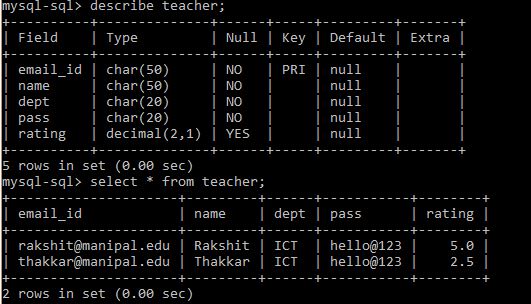 mysql-sql> describe teacher;
+----------+--------------+------+-----+---------+-------+
| Field    | Type         | Null | Key | Default | Extra |
+----------+--------------+------+-----+---------+-------+
| email_id | char(50)     | NO   | PRI | null    |       |
| name     | char(50)     | NO   |     | null    |       |
| dept     | char(20)     | NO   |     | null    |       |
| pass     | char(20)     | NO   |     | null    |       |
| rating   | decimal(2,1) | YES  |     | null    |       |
+----------+--------------+------+-----+---------+-------+
5 rows in set (0.00 sec)
mysql-sql> select * from teacher;
+---------------------+---------+------+-----------+--------+
| email_id            | name    | dept | pass      | rating |
+---------------------+---------+------+-----------+--------+
| rakshit@manipal.edu | Rakshit | ICT  | hello@123 |    5.0 |
| thakkar@manipal.edu | Thakkar | ICT  | hello@123 |    2.5 |
+---------------------+---------+------+-----------+--------+
2 rows in set (0.00 sec)